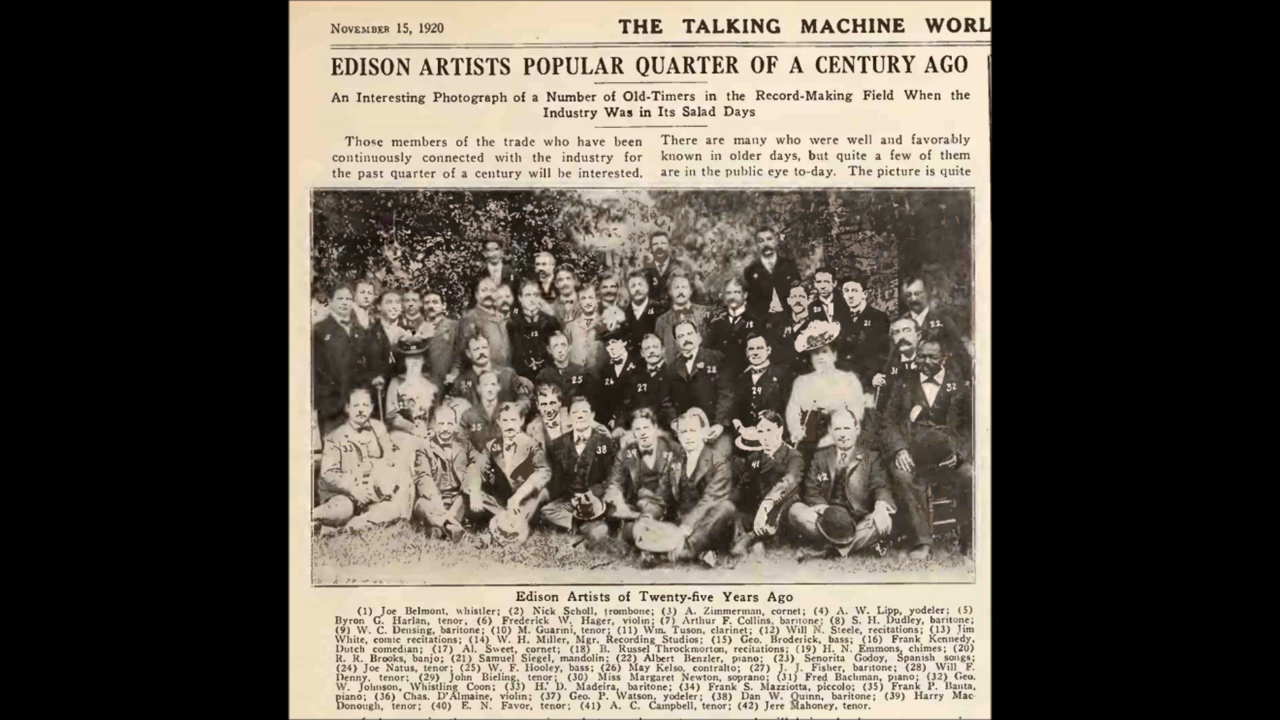 NOVEMBER 15, 1920
THE TALKING MACHINE WORL
EDISON ARTISTS POPULAR QUARTER OF A CENTURY AGO
An Interesting Photograph of a Number of Old-Timers in the Record-Making Field When the
Industry Was in Its Salad Days
Those members of the trade who have been
continuously connected with the industry for
the past quarter of a century will be interested,
There are many who were well and favorably
known in older days, but quite a few of them
are in the public eye to-day. The picture is quite
Edison Artists of Twenty-five Years Ago
(1) Joe Belmont, whistler; (2) Nick Scholl, trombone; (3) A. Zimmerman, cornet; (4) A. W. Lipp, yodeler; (5)
Byron G. Harlan, tenor, (6) Frederick W. Hager, violin; (7) Arthur F. Collins, baritone; (8) S. H. Dudley, baritone;
(9) W. C. Densing, baritone; (10) M. Guarini, tenor; (11) Wm. Tuson, clarinet; (12) Will N. Steele, recitations; (13) Jim
White, comic recitations; (14) W. H. Miller, Mgr. Recording Studios; (15) Geo. Broderick, bass; (16) Frank Kennedy,
Dutch comedian; (17) Al. Sweet, cornet; (18) B. Russel Throckmorton, recitations; (19) H. N. Emmons, chimes; (20)
R. R. Brooks, banjo; (21) Samuel Siegel, mandolin; (22) Albert Benzler, piano; (23) Senorita Godoy, Spanish songs;
(24) Joe Natus, tenor; (25) W. F. Hooley, bass; (26) May Kelso, contralto; (27) J. J. Fisher, baritone; (28) Will F.
Denny, tenor; (29) John Bieling, tenor; (30) Miss Margaret Newton, soprano; (31) Fred Bachman, piano; (32) Geo.
W. Johnson, Whistling Coon; (33) H. D. Madeira, baritone; (34) Frank S. Mazziotta, piccolo; (35) Frank P. Banta,
piano; (36) Chas. D'Almaine, violin; (37) Geo. P. Watson, yodeler; (38) Dan W. Quinn, baritone; (39) Harry Mac-
Donough, tenor; (40) E. N. Favor, tenor; (41) A. C. Campbell, tenor; (42) Jere Mahoney, tenor.